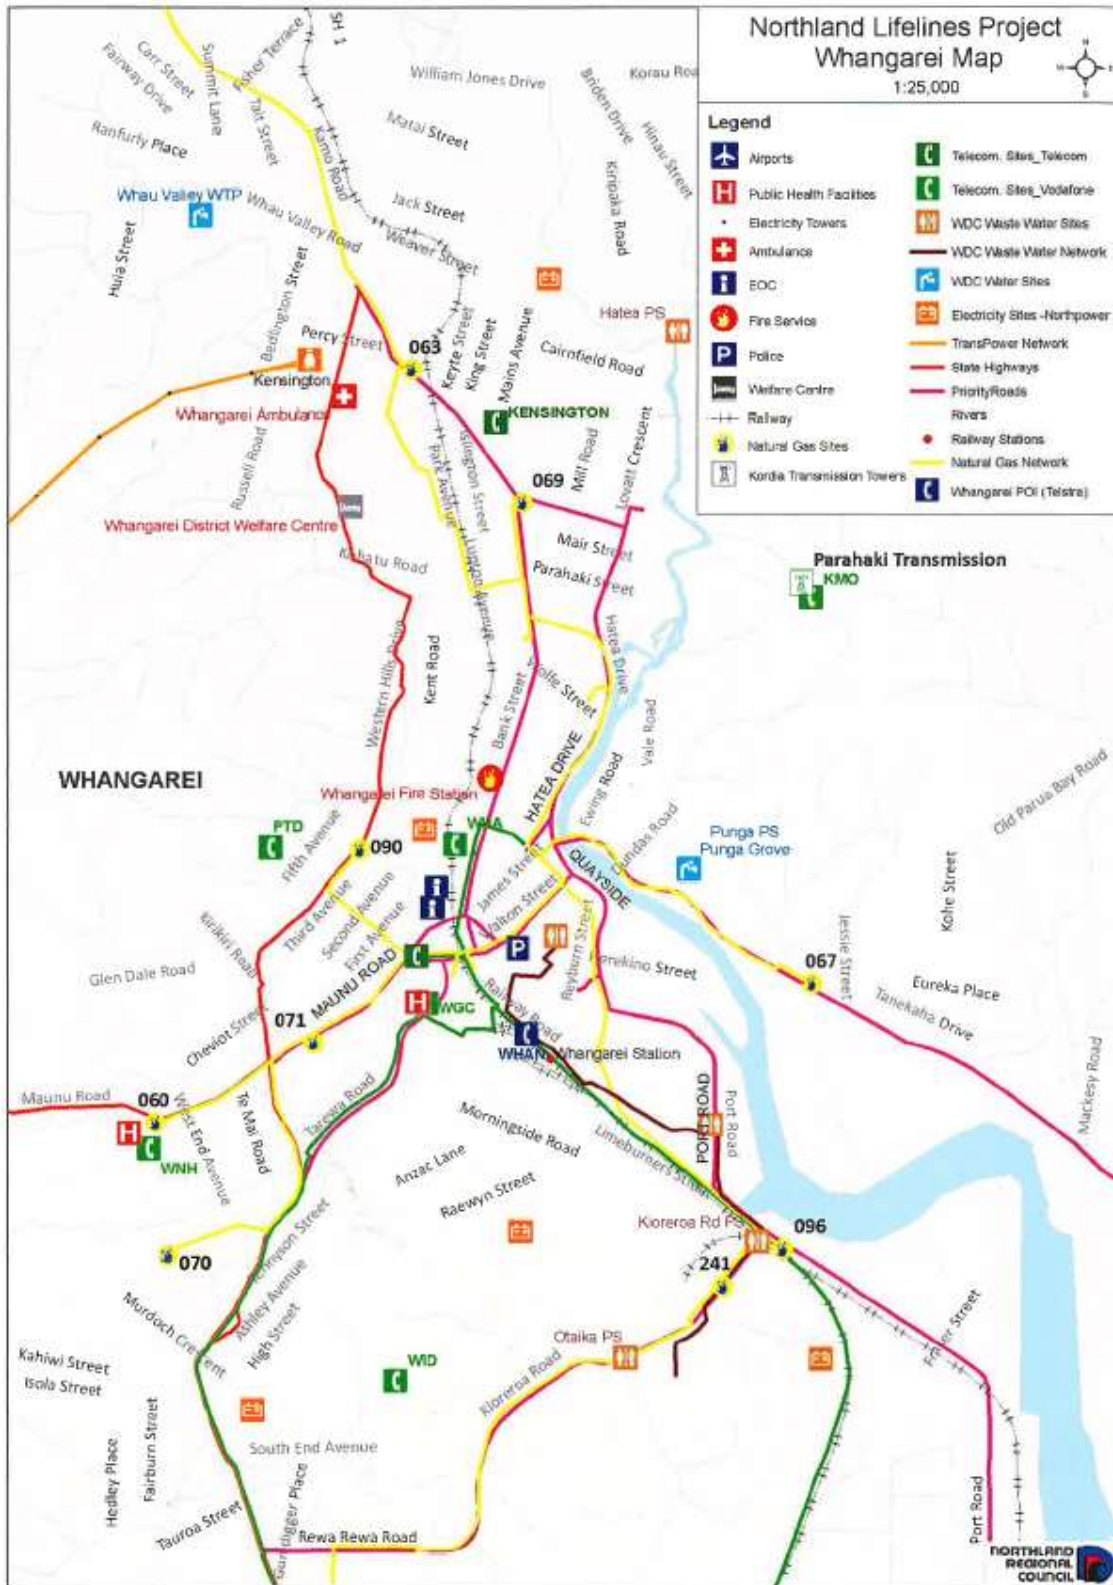 Northland Lifelines Project
Whangarei Map
1:25,000
N
Legend
Airports
Public Health Facilities
Electricity Towers
Ambulance
EOC
Fire Service
Police
Welfare Centre
Railway
Natural Gas Sites
Kordia Transmission Towers
Telecom. Sites_Telecom
Telecom. Sites_Vodafone
WDC Waste Water Sites
WDC Waste Water Network
WDC Water Sites
Electricity Sites -Northpower
TransPower Network
State Highways
PriorityRoads
Rivers
Railway Stations
Natural Gas Network
Whangarei POI (Telstra)
SH 1
Fisher Terrace
Summit Lane
Carr Street
Fairway Drive
Tait Street
Ranfurly Place
Kamo Road
William Jones Drive
Korau Roa
Briden Drive
Hinau Street
Matai Street
Kiripaka Road
Whau Valley WTP
Whau Valley Road
Jack Street
Weaver Street
Huia Street
Bedlington Street
Percy Street
063
Keyte Street
King Street
Mains Avenue
Hatea PS
Cairnfield Road
Kensington
Whangarei Ambulance
KENSINGTON
Russell Road
Park Avenue
Islington Street
Mill Road
Lovatt Crescent
069
Whangarei District Welfare Centre
Mair Street
Parahaki Street
Parahaki Transmission
KMO
Western Hills Drive
Kent Road
Bank Street
Wolfe Street
Hatea Drive
HATEA DRIVE
Vale Road
Ewing Road
WHANGAREI
Whangarei Fire Station
Old Parua Bay Road
PTD
Fifth Avenue
090
Dundas Road
Punga PS
Punga Grove
James Street
QUAYSIDE
Third Avenue
Second Avenue
First Avenue
Walton Street
Kohe Street
Kirikiri Road
Glen Dale Road
MAUNU ROAD
Reyburn Street
067
Jessie Street
Eureka Place
Tanekaha Drive
Cheviot Street
071
WGC
Railway Road
WHAN
Whangarei Station
Mackesy Road
Maunu Road
060
West End Avenue
Te Mai Road
Tarewa Road
Morningside Road
PORT ROAD
Port Road
WNH
Anzac Lane
Limeburners Street
Raewyn Street
Kioreroa Rd PS
096
070
241
Murdoch Crescent
Ashley Avenue
High Street
Otaika PS
Kahiwi Street
Isola Street
WID
Kioreroa Road
Fairburn Street
Hedley Place
South End Avenue
Tauroa Street
Gumdigger Place
Rewa Rewa Road
Port Road
NORTHLAND
REGIONAL
COUNCIL